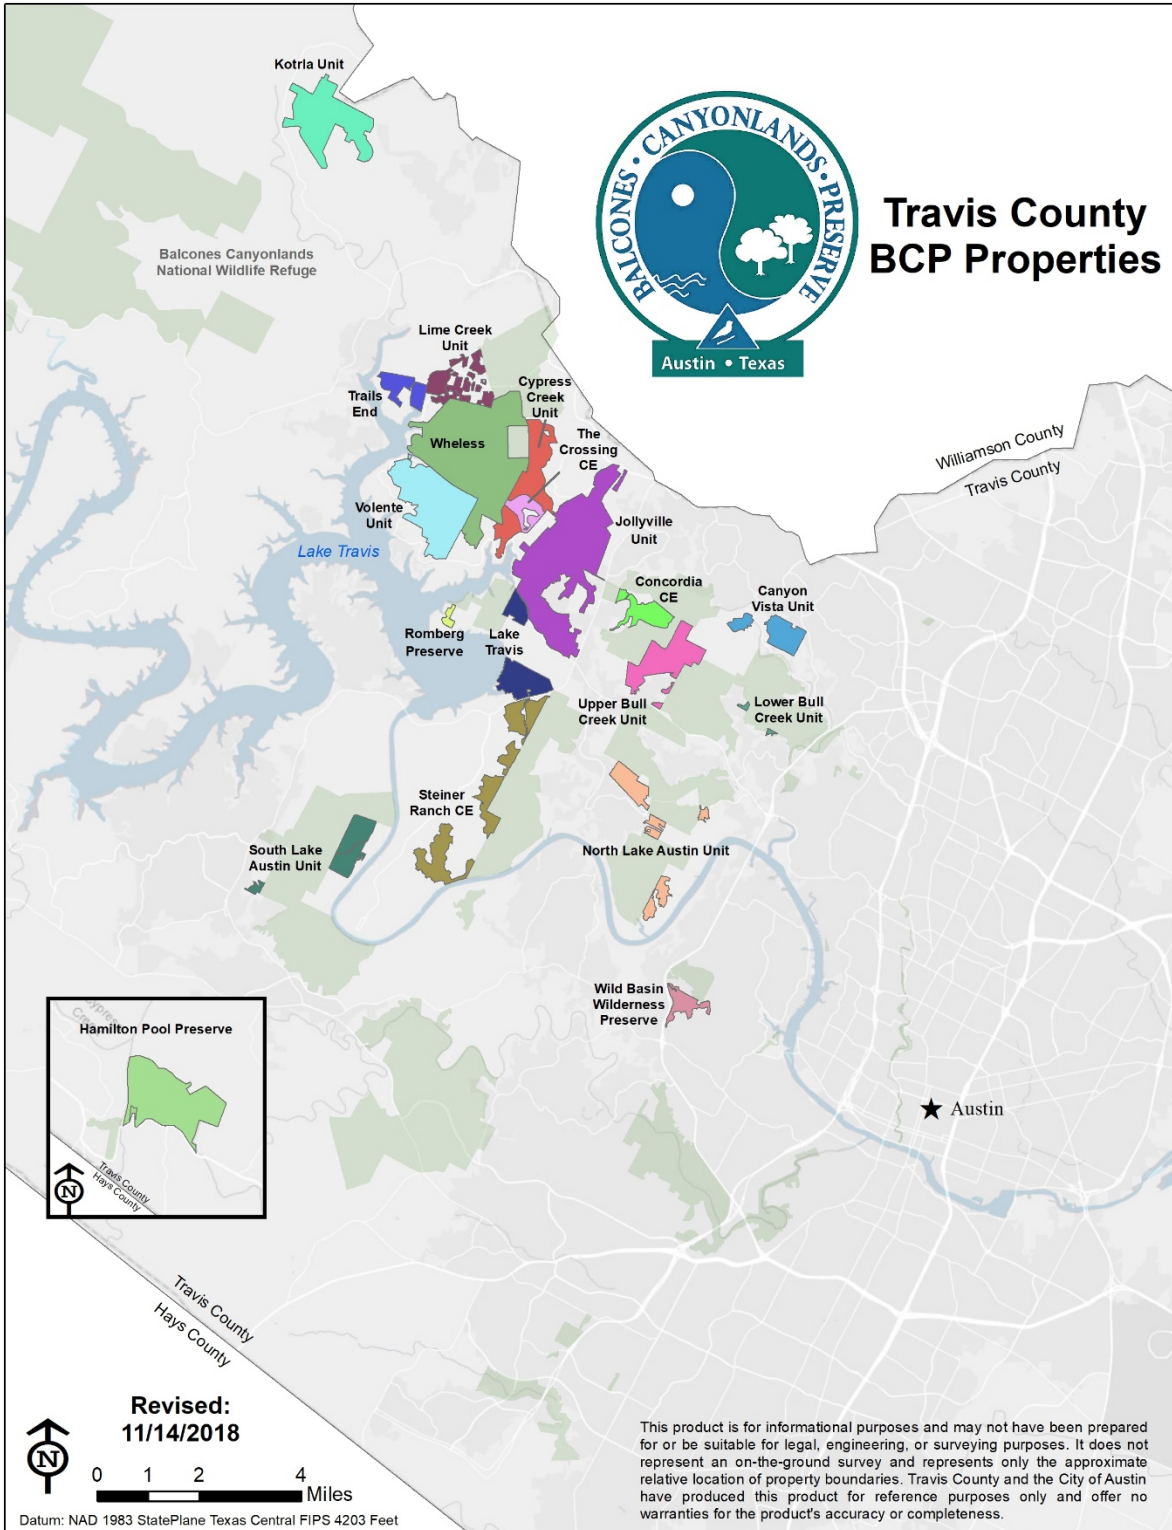 Kotrla Unit
BALCONES • CANYONLANDS • PRESERVE
Austin • Texas
Travis County
BCP Properties
Balcones Canyonlands
National Wildlife Refuge
Lime Creek
Unit
Cypress
Creek
Unit
Trails
End
The
Crossing
CE
Wheless
Williamson County
Travis County
Volente
Unit
Jollyville
Unit
Lake Travis
Concordia
CE
Canyon
Vista Unit
Romberg
Preserve
Lake
Travis
Upper Bull
Creek Unit
Lower Bull
Creek Unit
Steiner
Ranch CE
South Lake
Austin Unit
North Lake Austin Unit
Wild Basin
Wilderness
Preserve
Cypress
Cre
Hamilton Pool Preserve
Travis County
Hays County
N
Austin
Travis County
Hays County
Revised:
11/14/2018
N
0 1 2 4
Miles
Datum: NAD 1983 StatePlane Texas Central FIPS 4203 Feet
This product is for informational purposes and may not have been prepared
for or be suitable for legal, engineering, or surveying purposes. It does not
represent an on-the-ground survey and represents only the approximate
relative location of property boundaries. Travis County and the City of Austin
have produced this product for reference purposes only and offer no
warranties for the product's accuracy or completeness.